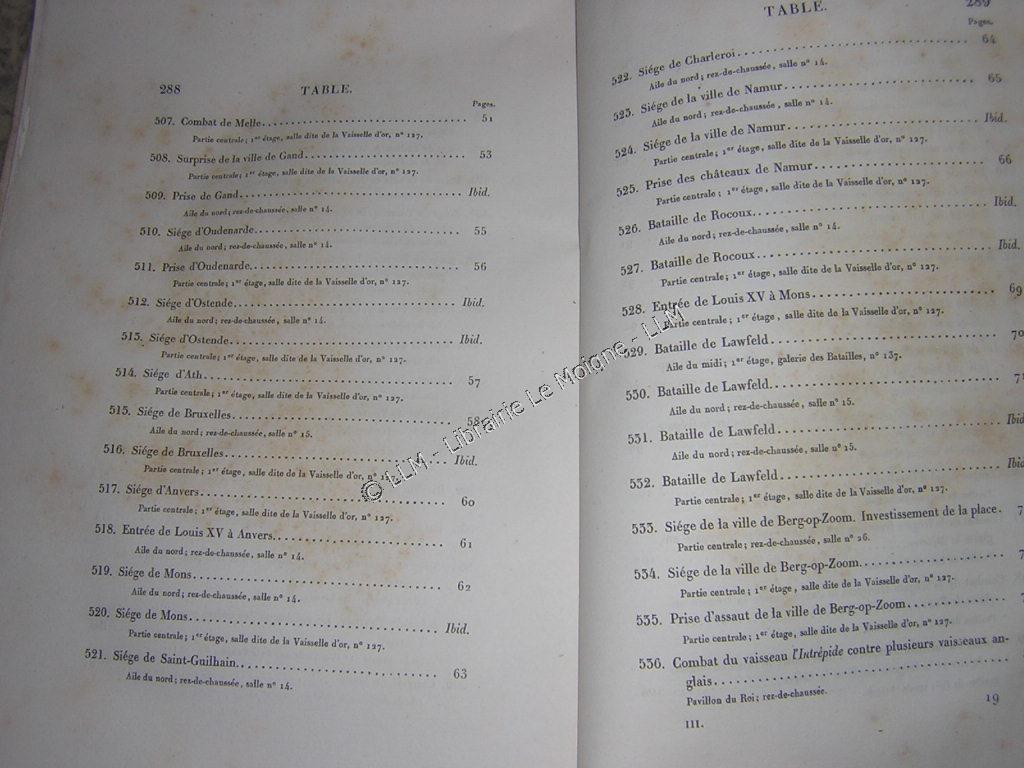 288 TABLE.
Pages.
507. Combat de Melle 51
Partie centrale; 1er étage, salle dite de la Vaisselle d'or, n° 127.
508. Surprise de la ville de Gand 53
Partie centrale; 1er étage, salle dite de la Vaisselle d'or, n° 127.
509. Prise de Gand Ibid.
Aile du nord; rez-de-chaussée, salle n° 14.
510. Siége d'Oudenarde 55
Aile du nord; rez-de-chaussée, salle n° 14.
511. Prise d'Oudenarde 56
Partie centrale; 1er étage, salle dite de la Vaisselle d'or, n° 127.
512. Siége d'Ostende Ibid.
Aile du nord; rez-de-chaussée, salle n° 14.
513. Siége d'Ostende Ibid.
Partie centrale; 1er étage, salle dite de la Vaisselle d'or, n° 127.
514. Siége d'Ath 57
Partie centrale; 1er étage, salle dite de la Vaisselle d'or, n° 127.
515. Siége de Bruxelles 58
Aile du nord; rez-de-chaussée, salle n° 15.
516. Siége de Bruxelles Ibid.
Partie centrale; 1er étage, salle dite de la Vaisselle d'or, n°
517. Siége d'Anvers 60
Partie centrale; 1er étage, salle dite de la Vaisselle d'or, n° 127.
518. Entrée de Louis XV à Anvers 61
Aile du nord; rez-de-chaussée, salle n° 14.
519. Siége de Mons 62
Aile du nord; rez-de-chaussée, salle n° 14.
520. Siége de Mons Ibid.
Partie centrale; 1er étage, salle dite de la Vaisselle d'or, n° 127.
521. Siége de Saint-Guilhain 63
Aile du nord; rez-de-chaussée, salle n° 14.
TABLE. 289
Pages.
522. Siége de Charleroi 64
Aile du nord; rez-de-chaussée, salle n° 14.
523. Siége de la ville de Namur 65
Aile du nord; rez-de-chaussée, salle n° 14.
524. Siége de la ville de Namur Ibid.
Partie centrale; 1er étage, salle dite de la Vaisselle d'or, n° 127.
525. Prise des châteaux de Namur 66
Partie centrale; 1er étage, salle dite de la Vaisselle d'or, n° 127.
526. Bataille de Rocoux Ibid.
Aile du nord; rez-de-chaussée, salle n° 14.
527. Bataille de Rocoux Ibid.
Partie centrale; 1er étage, salle dite de la Vaisselle d'or, n° 127.
528. Entrée de Louis XV à Mons 69
Partie centrale; 1er étage, salle dite de la Vaisselle d'or, n° 127.
529. Bataille de Lawfeld 70
Aile du midi; 1er étage, galerie des Batailles, n° 137.
530. Bataille de Lawfeld
Aile du nord; rez-de-chaussée, salle n° 15.
531. Bataille de Lawfeld Ibid
Aile du nord; rez-de-chaussée, salle n° 15.
532. Bataille de Lawfeld Ibid
Partie centrale; 1er étage, salle dite de la Vaisselle d'or, n° 127.
533. Siége de la ville de Berg-op-Zoom. Investissement de la place.
Partie centrale; rez-de-chaussée, salle n° 26.
534. Siége de la ville de Berg-op-Zoom
Partie centrale; 1er étage, salle dite de la Vaisselle d'or, n° 127.
535. Prise d'assaut de la ville de Berg-op-Zoom
Partie centrale; 1er étage, salle dite de la Vaisselle d'or, n° 127.
536. Combat du vaisseau l'Intrépide contre plusieurs vaisseaux an-
glais
Pavillon du Roi; rez-de-chaussée.
III. 19
© LLM - Librairie Le Moigne - LLM